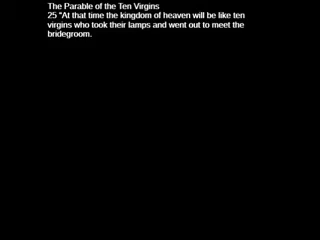 The Parable of the Ten Virgins
25 "At that time the kingdom of heaven will be like ten
virgins who took their lamps and went out to meet the
bridegroom.